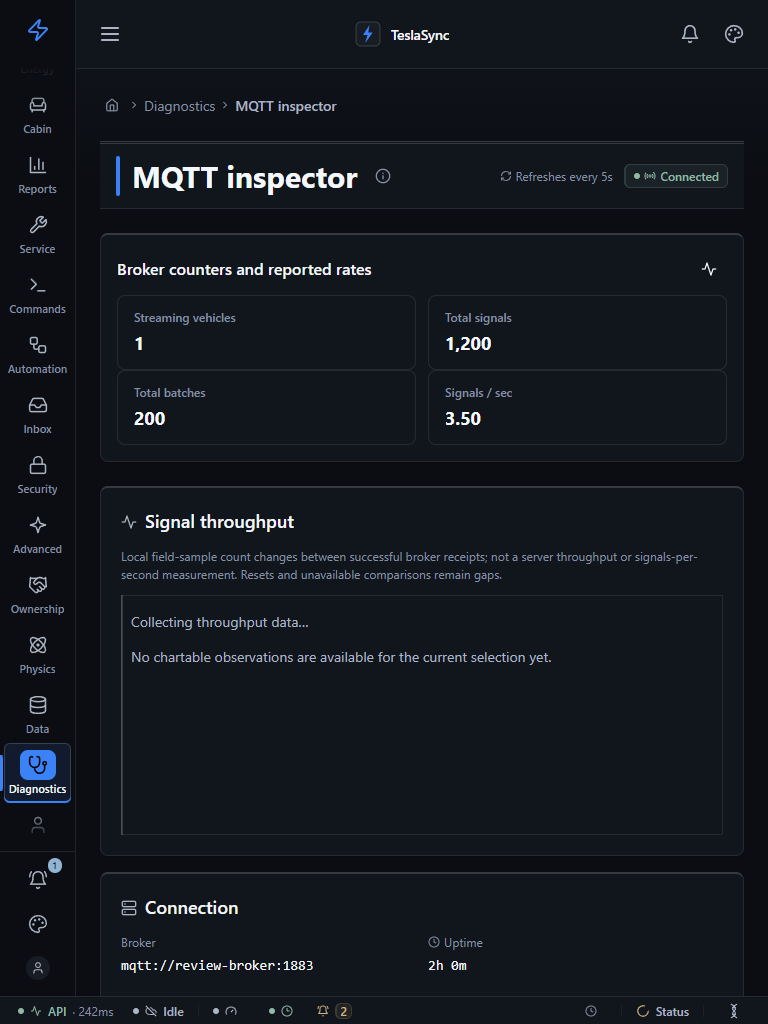 TeslaSync
Energy
Cabin
Reports
Service
Commands
Automation
Inbox
Security
Advanced
Ownership
Physics
Data
Diagnostics
1
Diagnostics
MQTT inspector
MQTT inspector
Refreshes every 5s
Connected
Broker counters and reported rates
Streaming vehicles
1
Total signals
1,200
Total batches
200
Signals / sec
3.50
Signal throughput
Local field-sample count changes between successful broker receipts; not a server throughput or signals-per-
second measurement. Resets and unavailable comparisons remain gaps.
Collecting throughput data...
No chartable observations are available for the current selection yet.
Connection
Broker
mqtt://review-broker:1883
Uptime
2h 0m
API · 242ms
Idle
2
Status